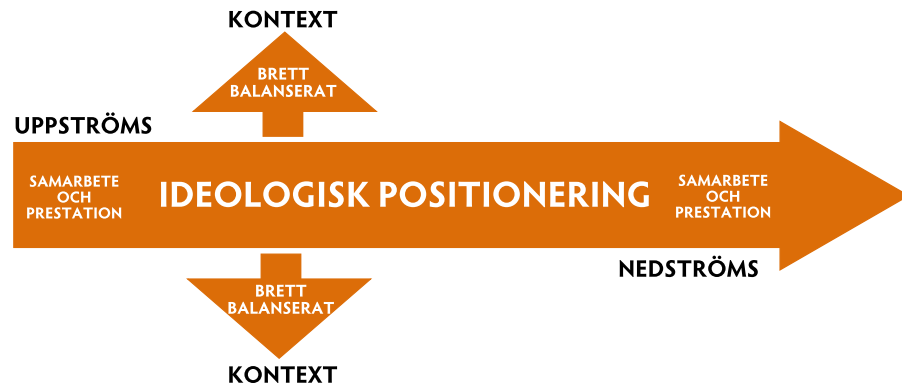 KONTEXT
BRETT
BALANSERAT
UPPSTRÖMS
SAMARBETE
OCH
PRESTATION
IDEOLOGISK POSITIONERING
SAMARBETE
OCH
PRESTATION
NEDSTRÖMS
BRETT
BALANSERAT
KONTEXT